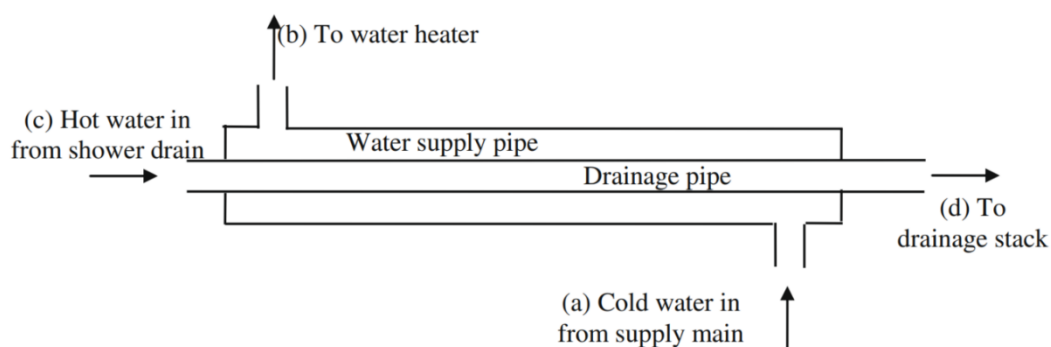 (b) To water heater
(c) Hot water in
from shower drain
Water supply pipe
Drainage pipe
(d) To
drainage stack
(a) Cold water in
from supply main